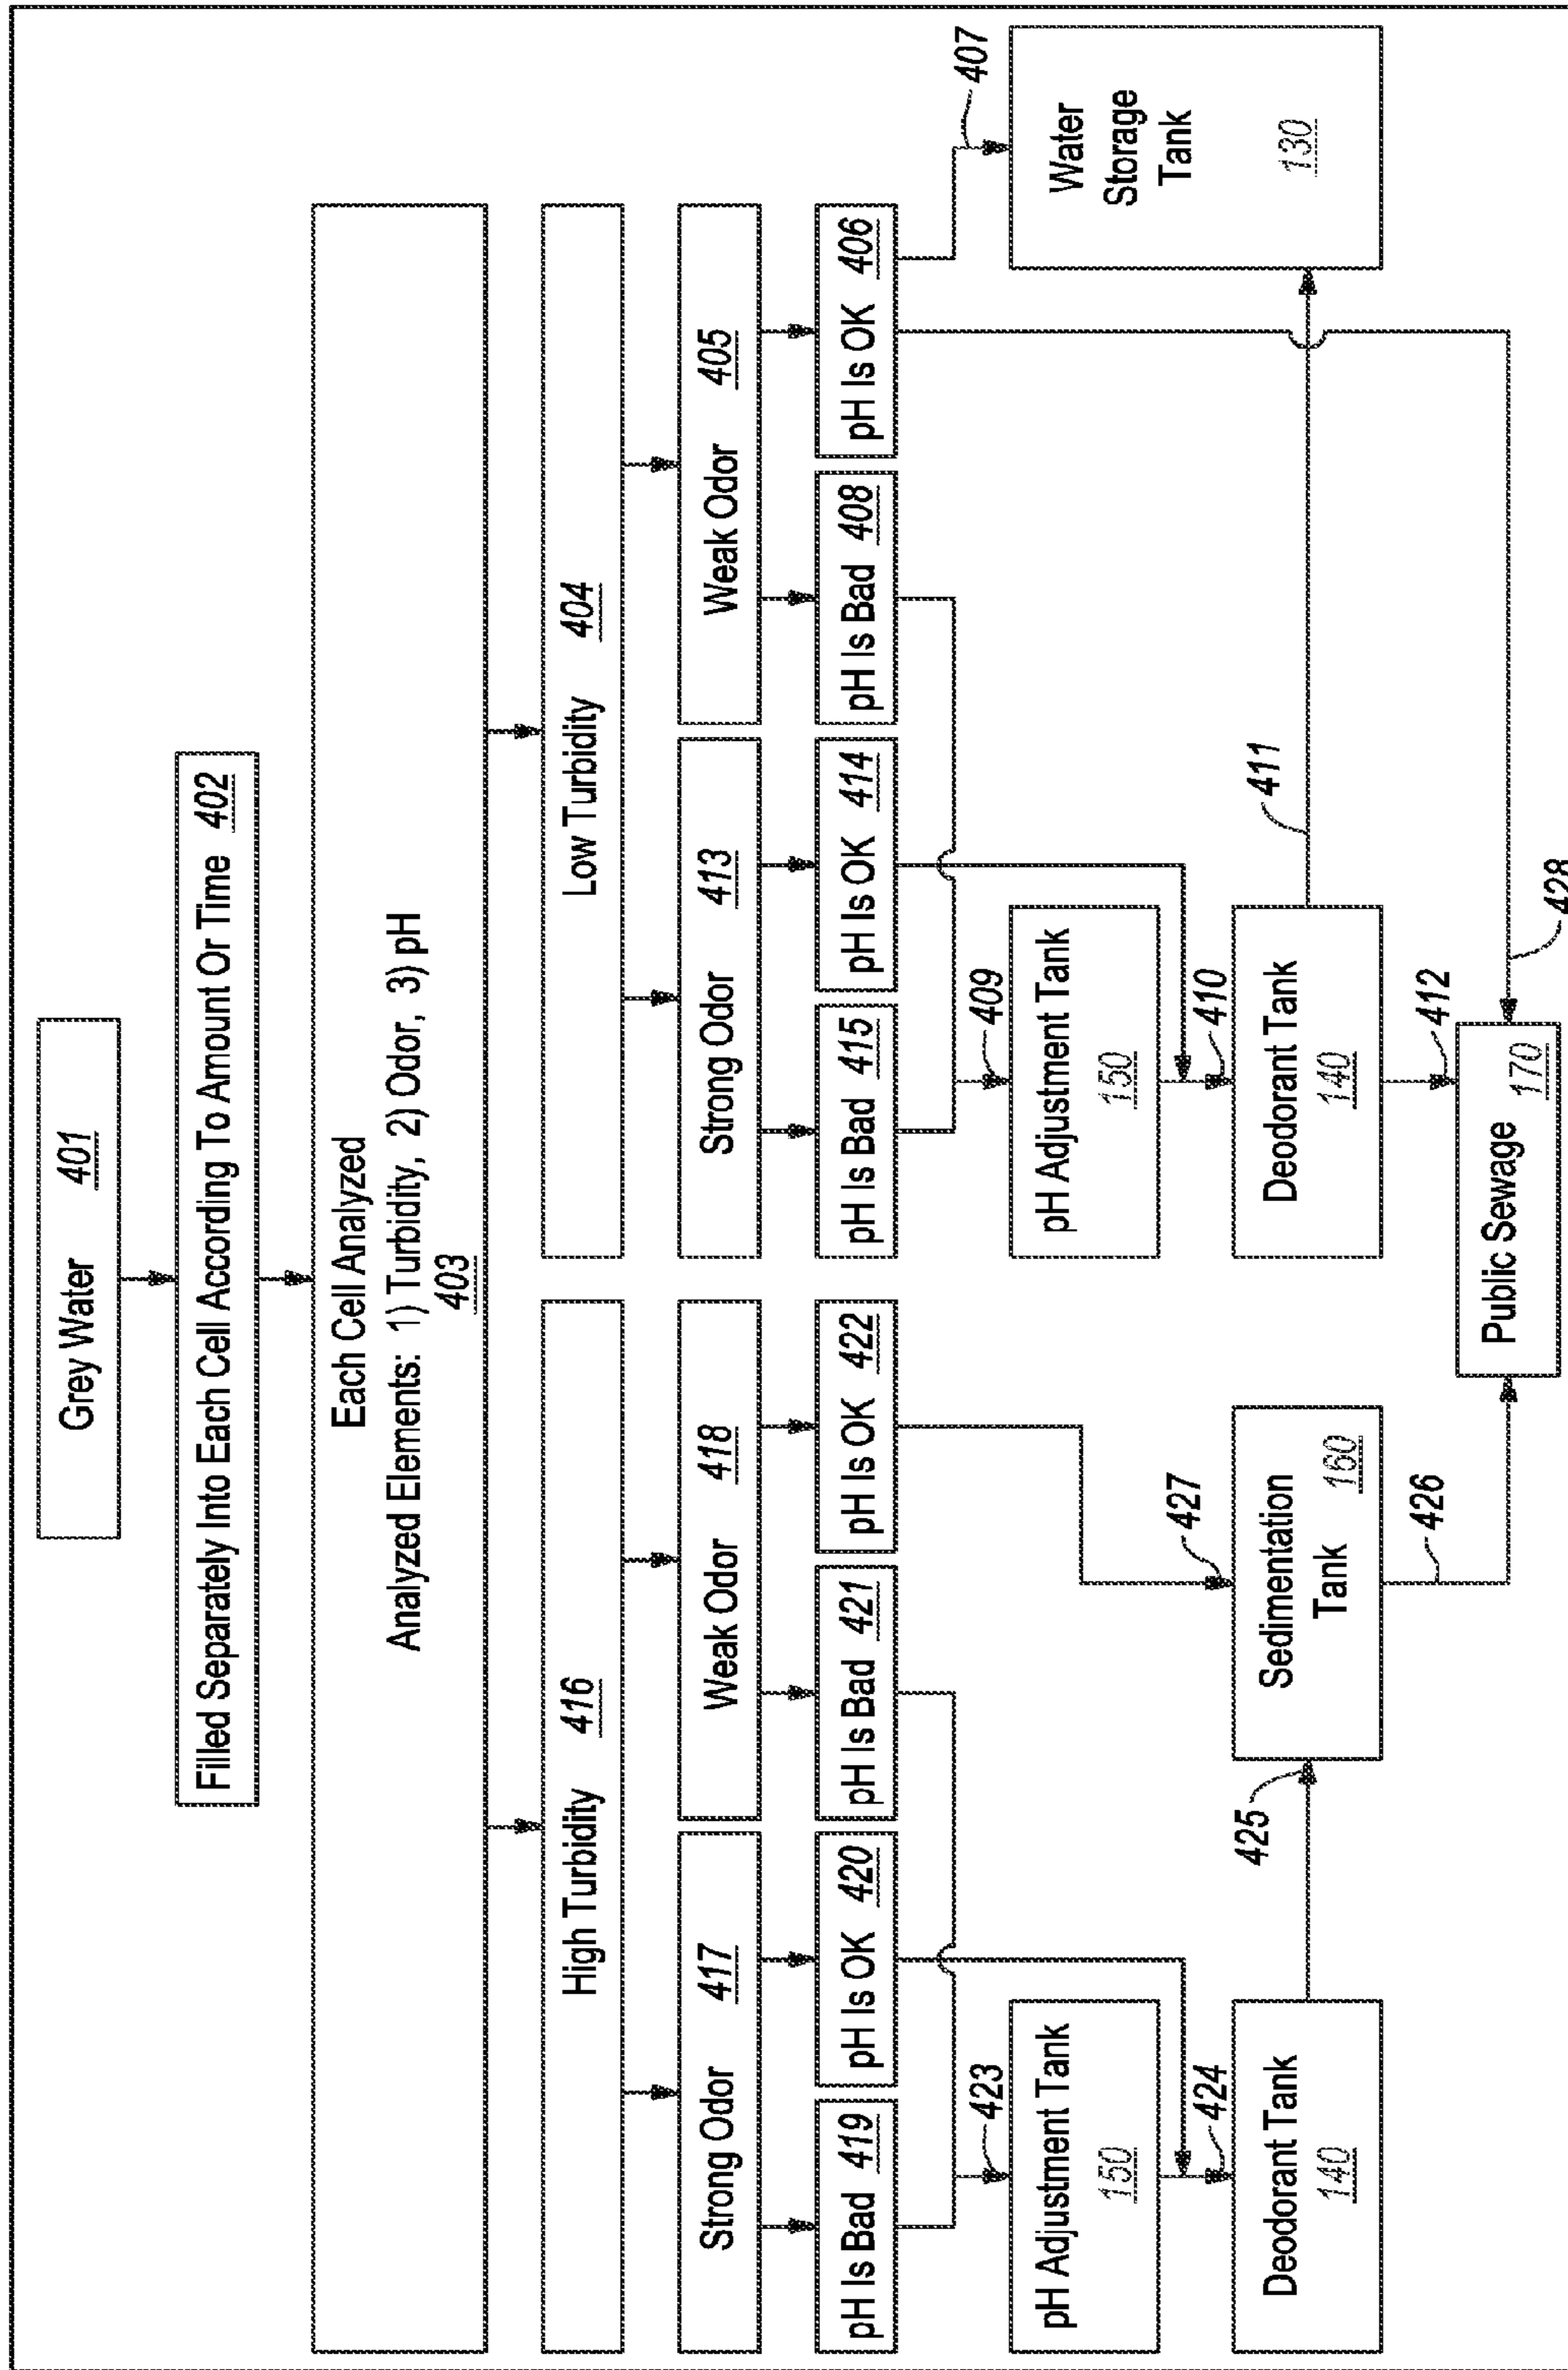 Grey Water 401
Filled Separately Into Each Cell According To Amount Or Time 402
Each Cell Analyzed
Analyzed Elements: 1) Turbidity, 2) Odor, 3) pH
403
High Turbidity 416
Low Turbidity 404
Strong Odor 417
Weak Odor 418
Strong Odor 413
Weak Odor 405
pH Is Bad 419
pH Is OK 420
pH Is Bad 421
pH Is OK 422
pH Is Bad 415
pH Is OK 414
pH Is Bad 408
pH Is OK 406
423
409
407
pH Adjustment Tank
150
pH Adjustment Tank
150
Water
Storage
Tank
130
424
427
410
411
Deodorant Tank
140
425
Sedimentation
Tank 160
Deodorant Tank
140
426
412
Public Sewage
170
428